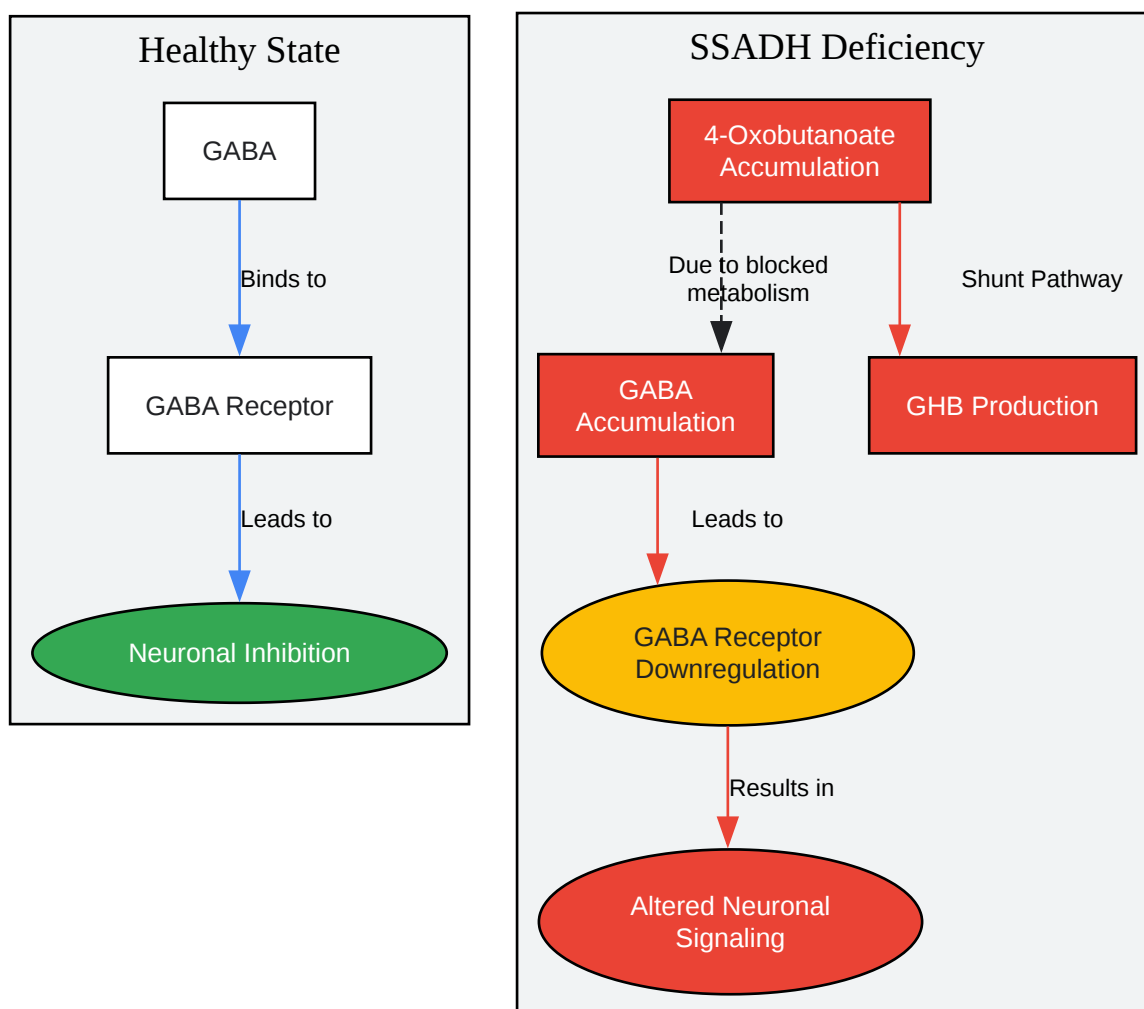 Healthy State
GABA
Binds to
GABA Receptor
Leads to
Neuronal Inhibition
SSADH Deficiency
4-Oxobutanoate
Accumulation
Due to blocked
metabolism
Shunt Pathway
GABA
Accumulation
GHB Production
Leads to
GABA Receptor
Downregulation
Results in
Altered Neuronal
Signaling